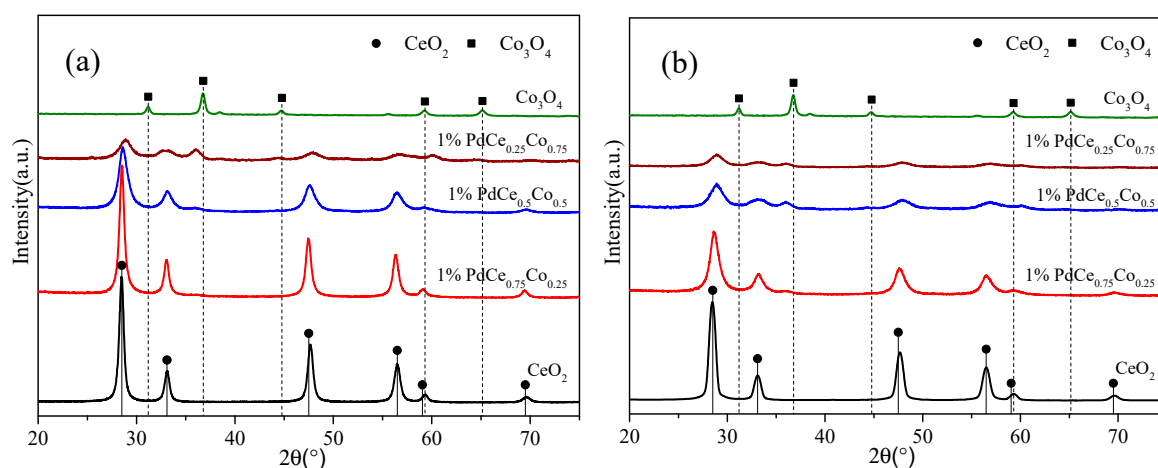 (a)
● CeO₂ ■ Co₃O₄
Co₃O₄
1% PdCe₀.₂₅Co₀.₇₅
1% PdCe₀.₅Co₀.₅
1% PdCe₀.₇₅Co₀.₂₅
CeO₂
Intensity(a.u.)
20 30 40 50 60 70
2θ(°)
(b)
● CeO₂ ■ Co₃O₄
Co₃O₄
1% PdCe₀.₂₅Co₀.₇₅
1% PdCe₀.₅Co₀.₅
1% PdCe₀.₇₅Co₀.₂₅
CeO₂
Intensity(a.u.)
20 30 40 50 60 70
2θ(°)